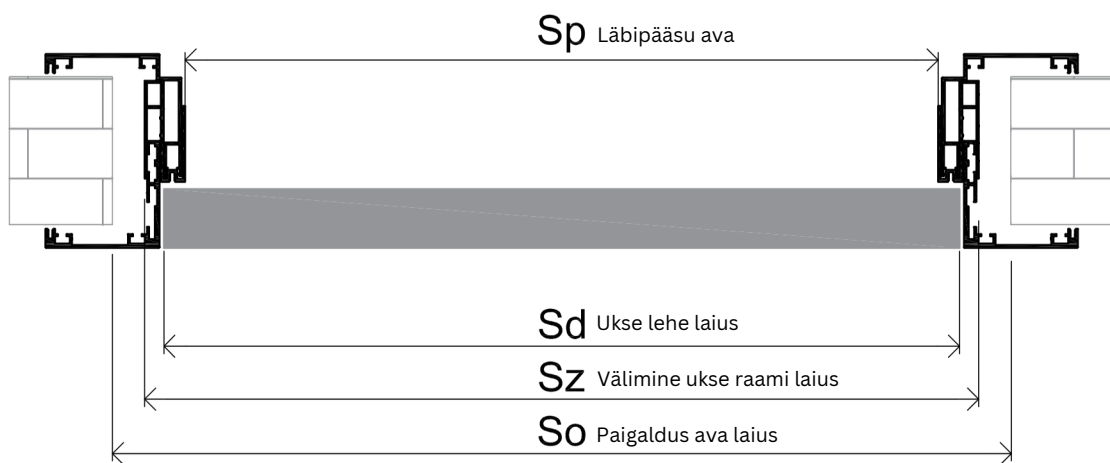 Sp Läbipääsu ava
Sd Ukse lehe laius
Sz Välimine ukse raami laius
So Paigaldus ava laius